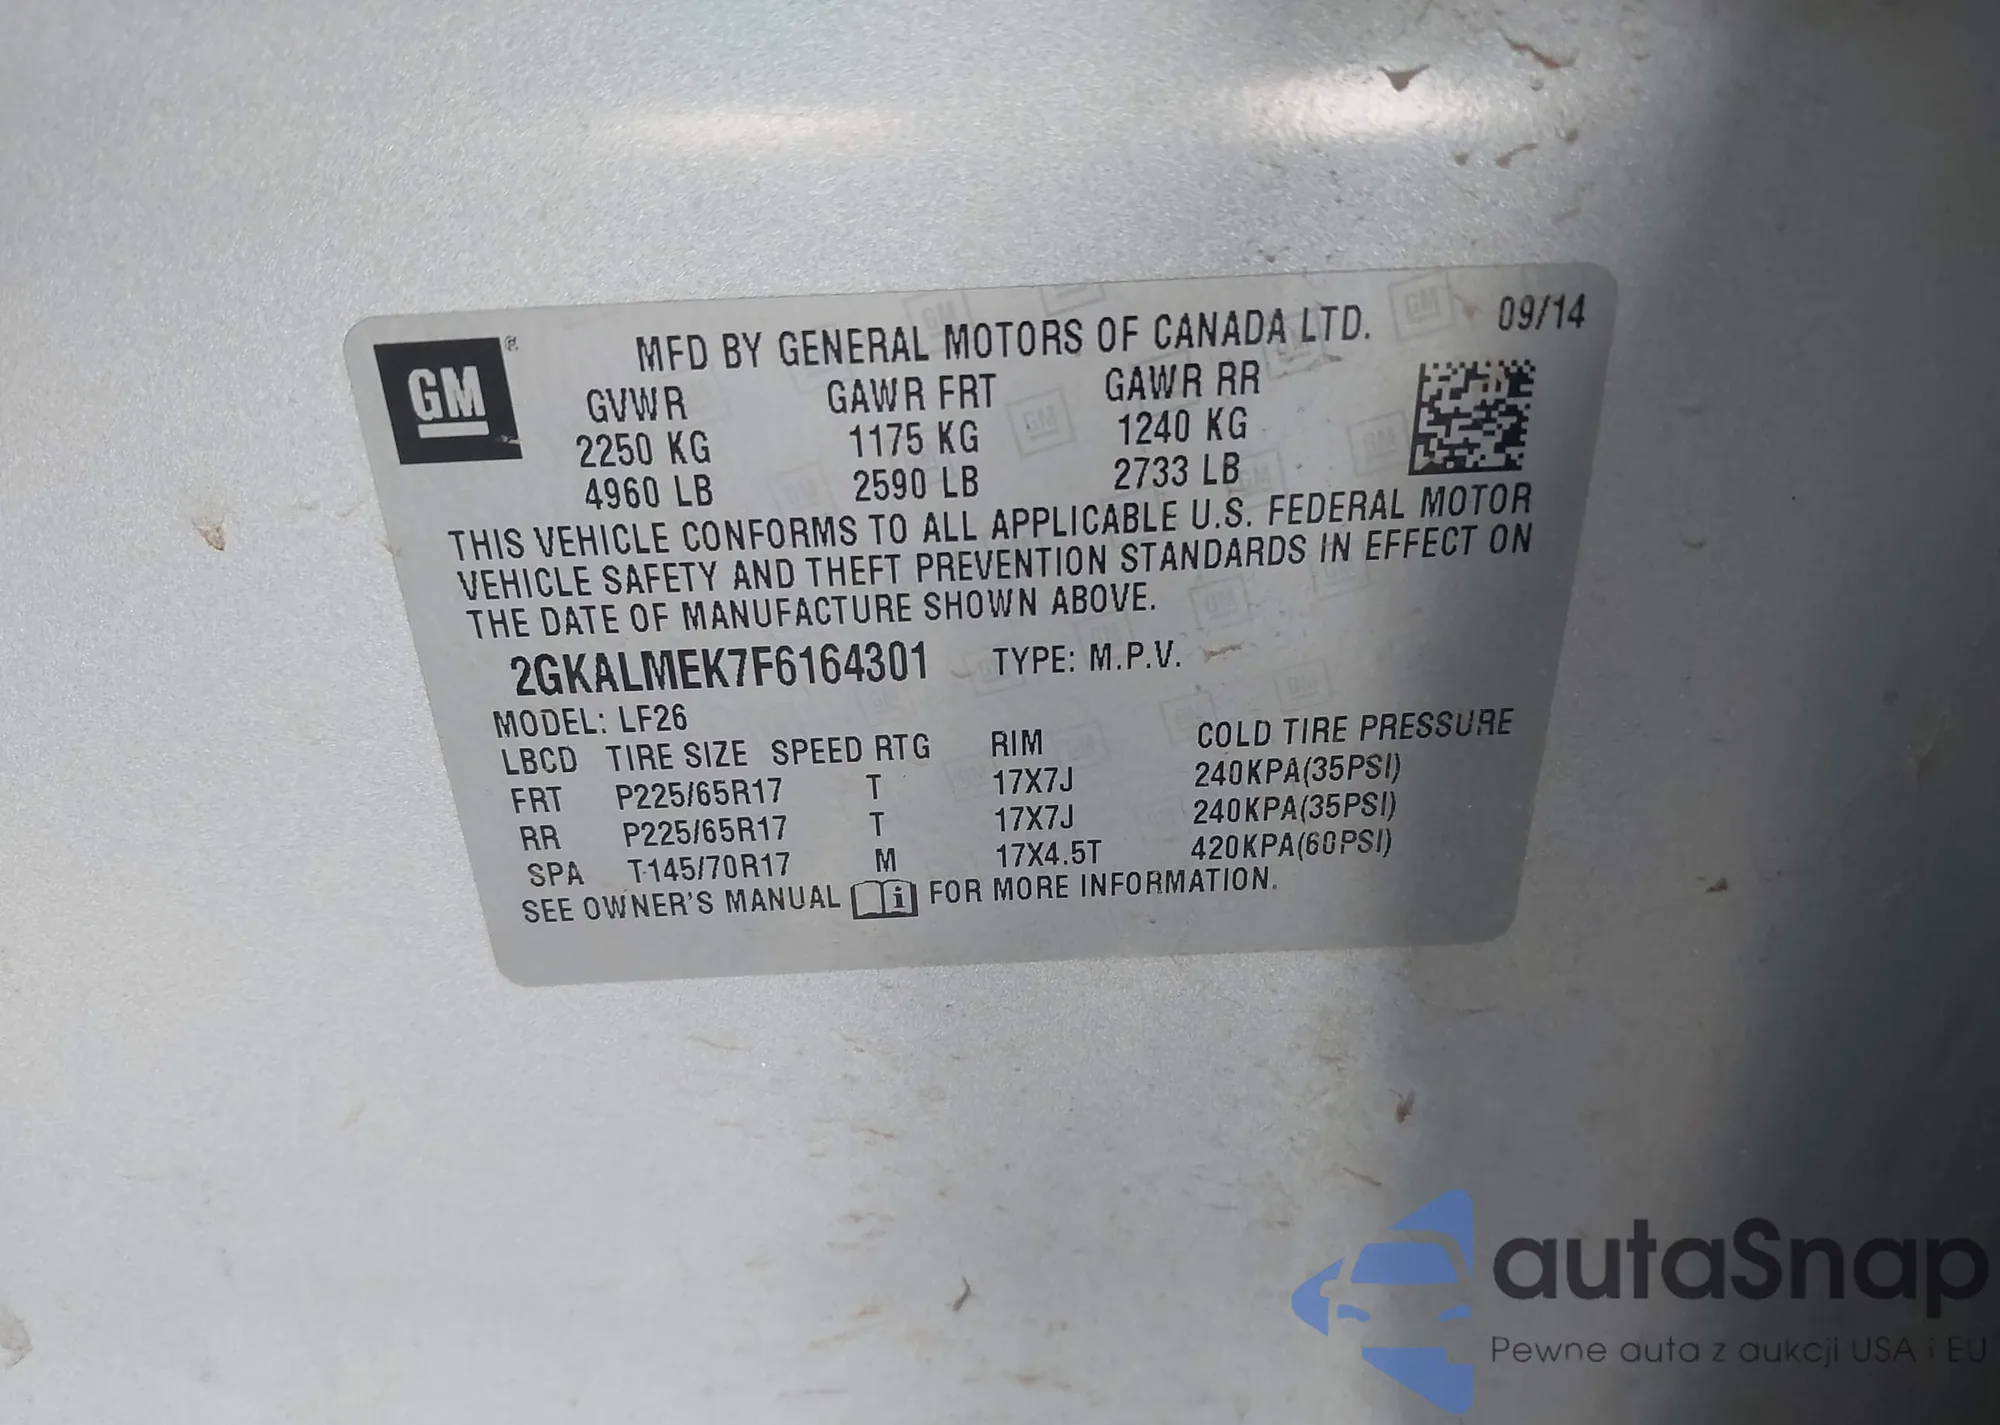 GM®
MFD BY GENERAL MOTORS OF CANADA LTD. 09/14
GVWR GAWR FRT GAWR RR
2250 KG 1175 KG 1240 KG
4960 LB 2590 LB 2733 LB
THIS VEHICLE CONFORMS TO ALL APPLICABLE U.S. FEDERAL MOTOR
VEHICLE SAFETY AND THEFT PREVENTION STANDARDS IN EFFECT ON
THE DATE OF MANUFACTURE SHOWN ABOVE.
2GKALMEK7F6164301 TYPE: M.P.V.
MODEL: LF26
LBCD TIRE SIZE SPEED RTG RIM COLD TIRE PRESSURE
FRT P225/65R17 T 17X7J 240KPA(35PSI)
RR P225/65R17 T 17X7J 240KPA(35PSI)
SPA T145/70R17 M 17X4.5T 420KPA(60PSI)
SEE OWNER'S MANUAL i FOR MORE INFORMATION.
autaSnap
Pewne auta z aukcji USA i EU